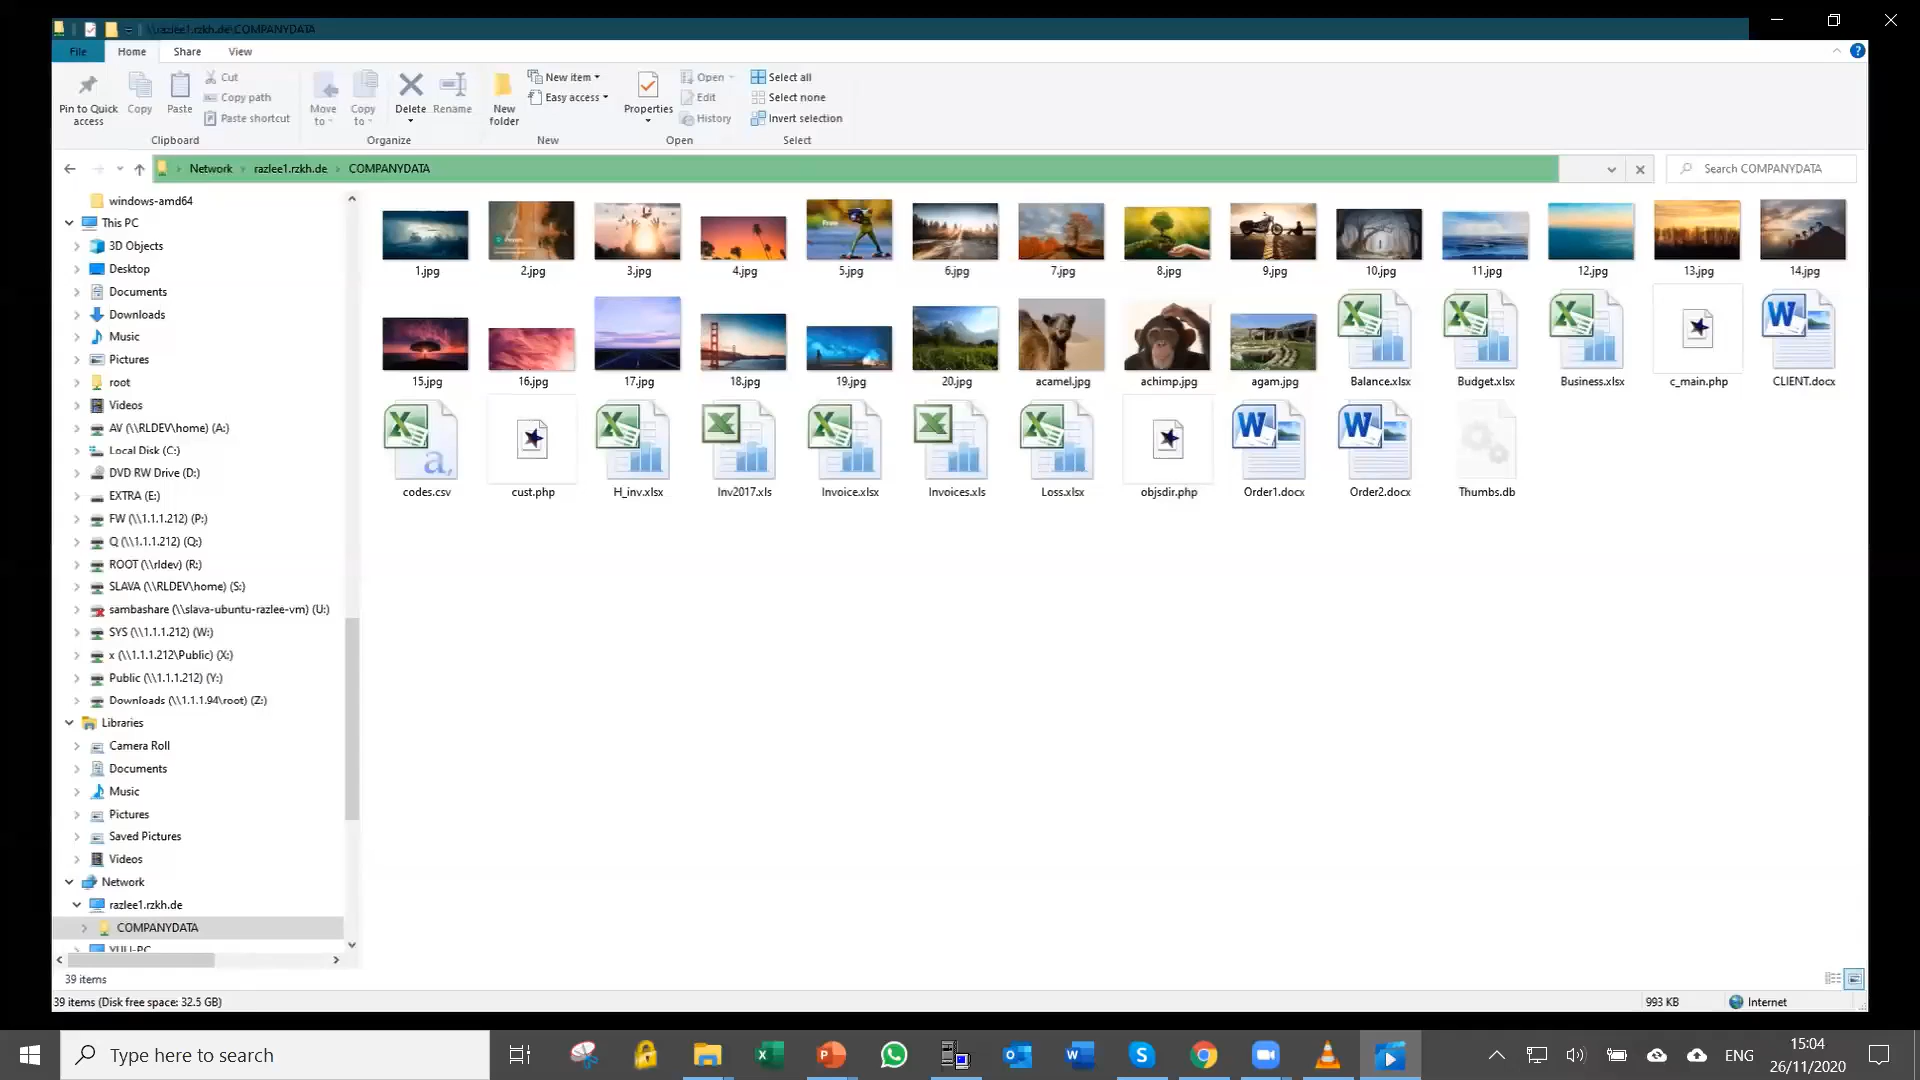 \\razlee1.rzkh.de\COMPANYDATA
File Home Share View
Pin to Quick access
Copy
Paste
Cut
Copy path
Paste shortcut
Clipboard
Move to
Copy to
Delete
Rename
Organize
New folder
New item
Easy access
New
Properties
Open
Edit
History
Open
Select all
Select none
Invert selection
Select
Network razlee1.rzkh.de COMPANYDATA
Search COMPANYDATA
windows-amd64
This PC
3D Objects
Desktop
Documents
Downloads
Music
Pictures
root
Videos
AV (\\RLDEV\home) (A:)
Local Disk (C:)
DVD RW Drive (D:)
EXTRA (E:)
FW (\\1.1.1.212) (P:)
Q (\\1.1.1.212) (Q:)
ROOT (\\rldev) (R:)
SLAVA (\\RLDEV\home) (S:)
sambashare (\\slava-ubuntu-razlee-vm) (U:)
SYS (\\1.1.1.212) (W:)
x (\\1.1.1.212\Public) (X:)
Public (\\1.1.1.212) (Y:)
Downloads (\\1.1.1.94\root) (Z:)
Libraries
Camera Roll
Documents
Music
Pictures
Saved Pictures
Videos
Network
razlee1.rzkh.de
COMPANYDATA
YULI-PC
1.jpg 2.jpg 3.jpg 4.jpg 5.jpg 6.jpg 7.jpg 8.jpg 9.jpg 10.jpg 11.jpg 12.jpg 13.jpg 14.jpg
15.jpg 16.jpg 17.jpg 18.jpg 19.jpg 20.jpg acamel.jpg achimp.jpg agam.jpg Balance.xlsx Budget.xlsx Business.xlsx c_main.php CLIENT.docx
codes.csv cust.php H_inv.xlsx Inv2017.xls Invoice.xlsx Invoices.xls Loss.xlsx objsdir.php Order1.docx Order2.docx Thumbs.db
39 items
39 items (Disk free space: 32.5 GB)
993 KB
Internet
Type here to search
ENG
15:04
26/11/2020